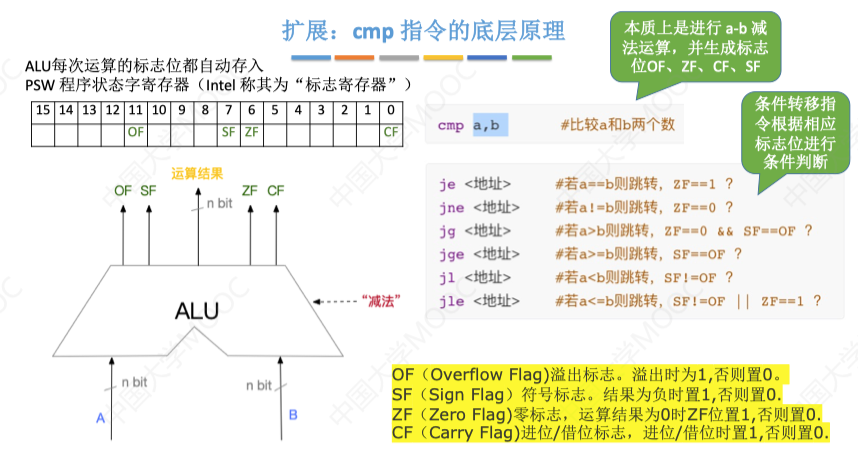 扩展：cmp 指令的底层原理
本质上是进行 a-b 减
法运算，并生成标志
位OF、ZF、CF、SF
ALU每次运算的标志位都自动存入
PSW 程序状态字寄存器（Intel 称其为“标志寄存器”）
15 14 13 12 11 10 9 8 7 6 5 4 3 2 1 0
OF SF ZF CF
cmp a,b #比较a和b两个数
条件转移指
令根据相应
标志位进行
条件判断
je <地址> #若a==b则跳转, ZF==1 ?
jne <地址> #若a!=b则跳转, ZF==0 ?
jg <地址> #若a>b则跳转, ZF==0 && SF==OF ?
jge <地址> #若a>=b则跳转, SF==OF ?
jl <地址> #若a<b则跳转, SF!=OF ?
jle <地址> #若a<=b则跳转, SF!=OF || ZF==1 ?
运算结果
OF SF ZF CF
n bit
ALU
“减法”
n bit n bit
A B
OF（Overflow Flag)溢出标志。溢出时为1,否则置0。
SF（Sign Flag）符号标志。结果为负时置1,否则置0.
ZF（Zero Flag)零标志，运算结果为0时ZF位置1,否则置0.
CF（Carry Flag)进位/借位标志，进位/借位时置1,否则置0.
中国大学MOOC